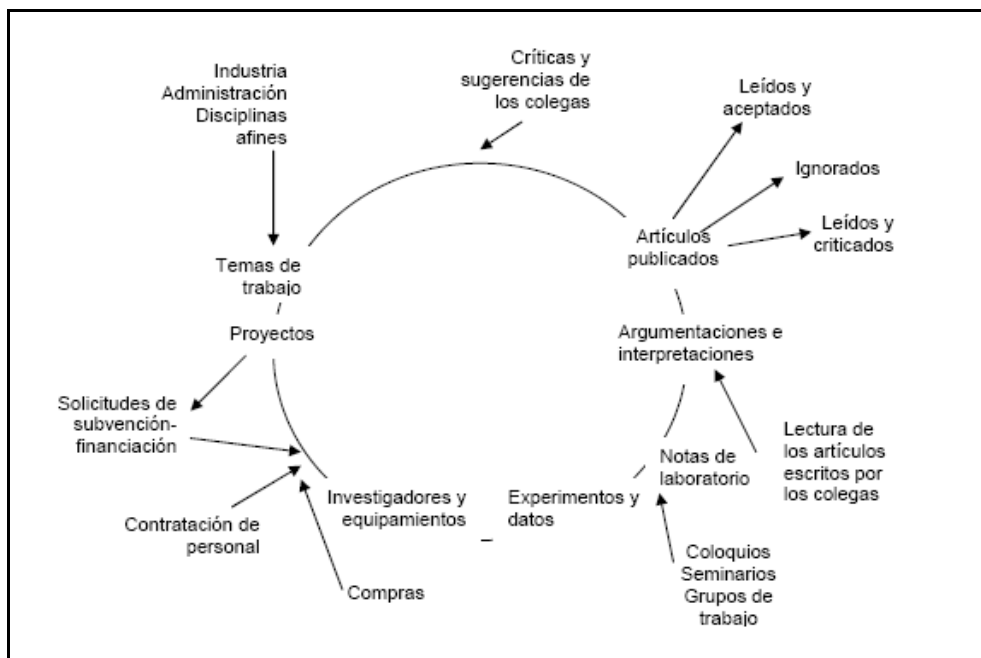 Industria
Administración
Disciplinas
afines
Críticas y
sugerencias de
los colegas
Leídos y
aceptados
Ignorados
Leídos y
criticados
Artículos
publicados
Temas de
trabajo
Proyectos
Argumentaciones e
interpretaciones
Solicitudes de
subvención-
financiación
Lectura de
los artículos
escritos por
los colegas
Notas de
laboratorio
Investigadores y
equipamientos
Experimentos y
datos
Contratación de
personal
Compras
Coloquios
Seminarios
Grupos de
trabajo